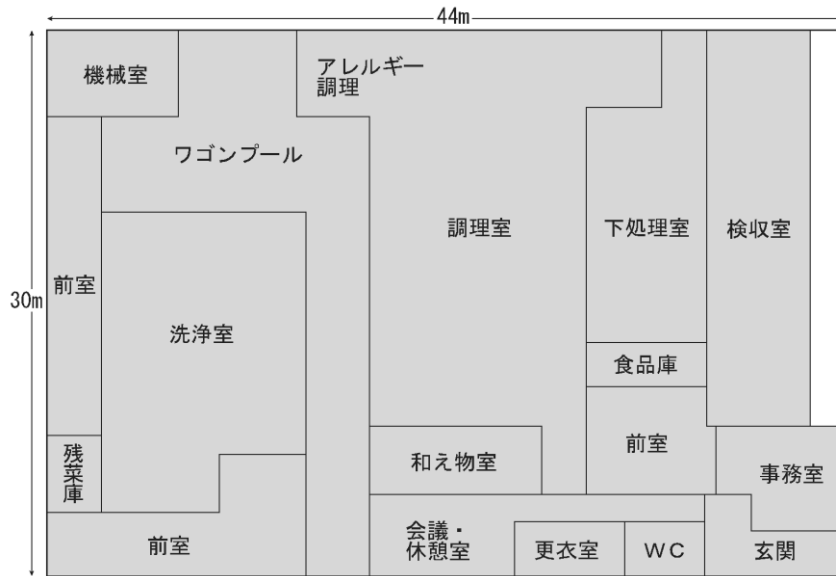 44m
機械室
アレルギー
調理
ワゴンプール
調理室
下処理室
検収室
前室
30m
洗浄室
食品庫
残菜庫
和え物室
前室
事務室
前室
会議・
休憩室
更衣室
WC
玄関